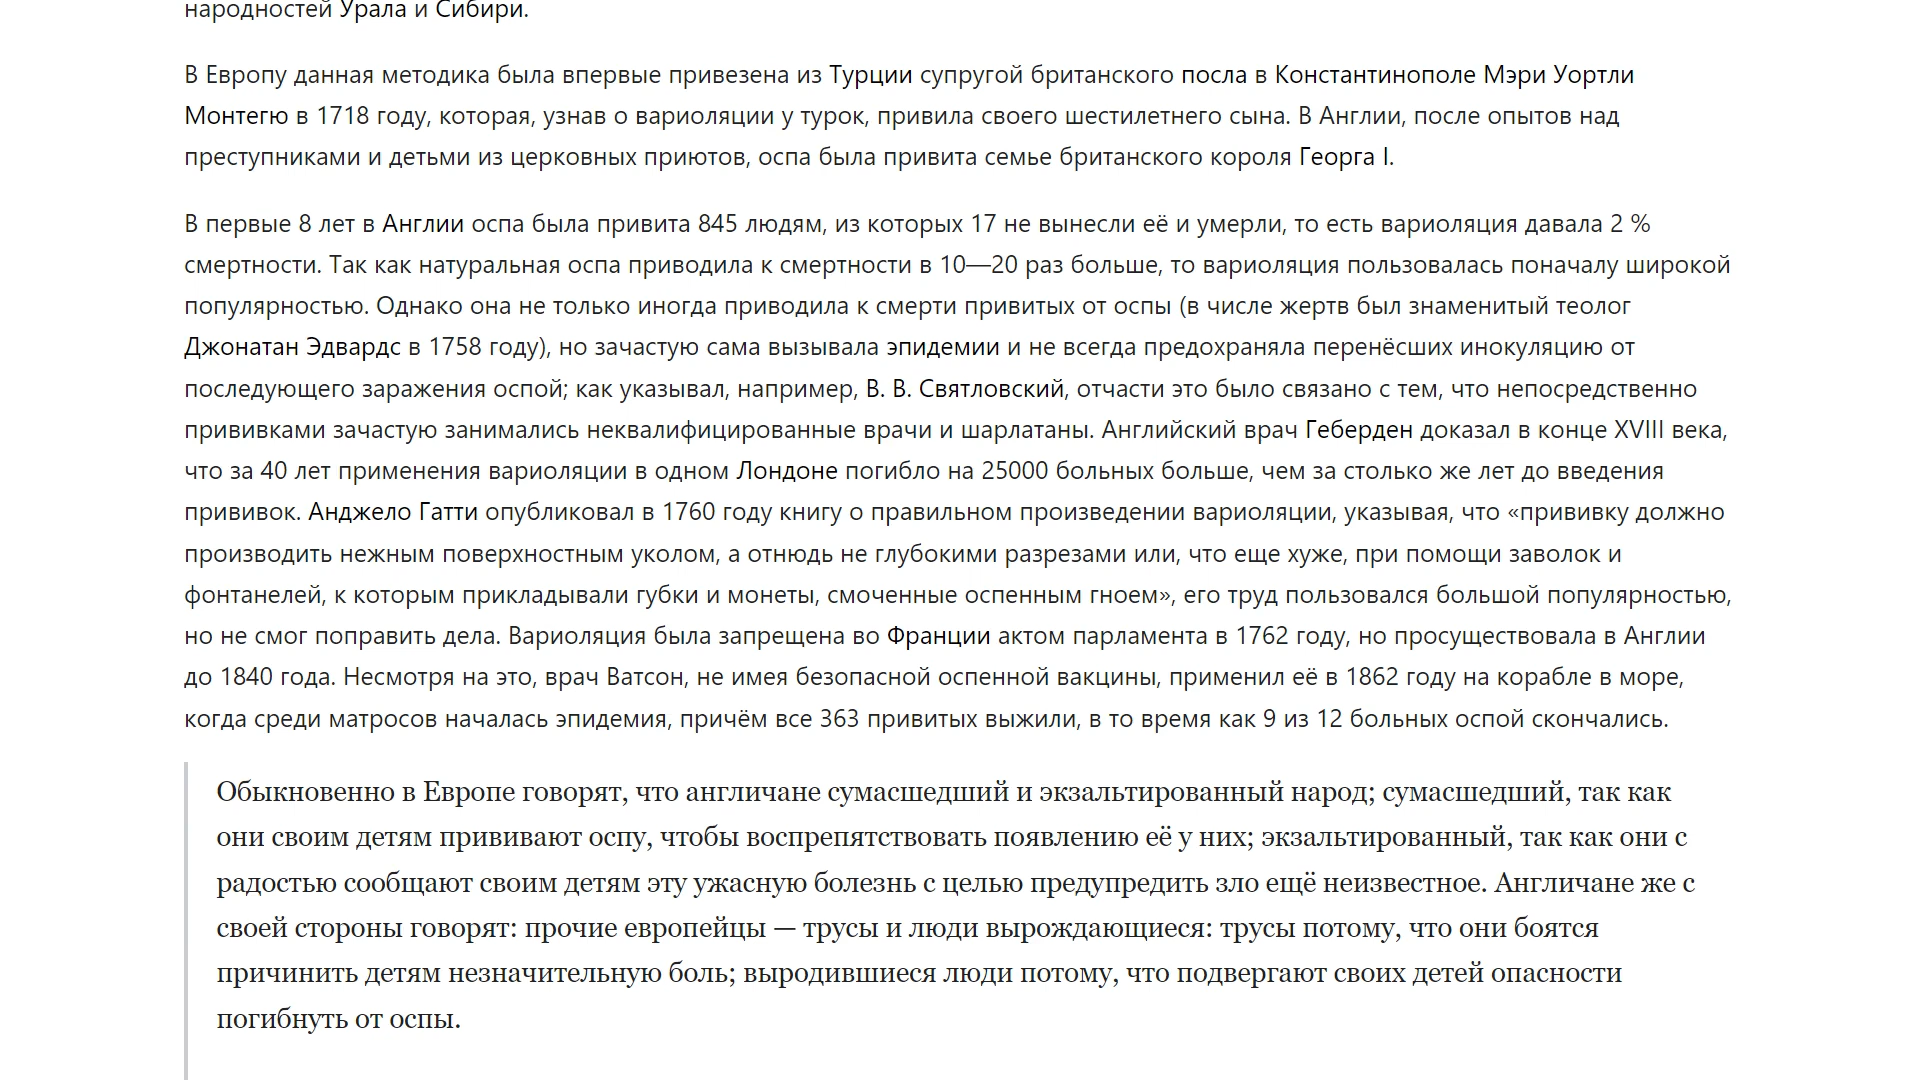 народностей Урала и Сибири.
В Европу данная методика была впервые привезена из Турции супругой британского посла в Константинополе Мэри Уортли
Монтегю в 1718 году, которая, узнав о вариоляции у турок, привила своего шестилетнего сына. В Англии, после опытов над
преступниками и детьми из церковных приютов, оспа была привита семье британского короля Георга I.
В первые 8 лет в Англии оспа была привита 845 людям, из которых 17 не вынесли её и умерли, то есть вариоляция давала 2 %
смертности. Так как натуральная оспа приводила к смертности в 10—20 раз больше, то вариоляция пользовалась поначалу широкой
популярностью. Однако она не только иногда приводила к смерти привитых от оспы (в числе жертв был знаменитый теолог
Джонатан Эдвардс в 1758 году), но зачастую сама вызывала эпидемии и не всегда предохраняла перенёсших инокуляцию от
последующего заражения оспой; как указывал, например, В. В. Святловский, отчасти это было связано с тем, что непосредственно
прививками зачастую занимались неквалифицированные врачи и шарлатаны. Английский врач Геберден доказал в конце XVIII века,
что за 40 лет применения вариоляции в одном Лондоне погибло на 25000 больных больше, чем за столько же лет до введения
прививок. Анджело Гатти опубликовал в 1760 году книгу о правильном произведении вариоляции, указывая, что «прививку должно
производить нежным поверхностным уколом, а отнюдь не глубокими разрезами или, что еще хуже, при помощи заволок и
фонтанелей, к которым прикладывали губки и монеты, смоченные оспенным гноем», его труд пользовался большой популярностью,
но не смог поправить дела. Вариоляция была запрещена во Франции актом парламента в 1762 году, но просуществовала в Англии
до 1840 года. Несмотря на это, врач Ватсон, не имея безопасной оспенной вакцины, применил её в 1862 году на корабле в море,
когда среди матросов началась эпидемия, причём все 363 привитых выжили, в то время как 9 из 12 больных оспой скончались.
Обыкновенно в Европе говорят, что англичане сумасшедший и экзальтированный народ; сумасшедший, так как
они своим детям прививают оспу, чтобы воспрепятствовать появлению её у них; экзальтированный, так как они с
радостью сообщают своим детям эту ужасную болезнь с целью предупредить зло ещё неизвестное. Англичане же с
своей стороны говорят: прочие европейцы — трусы и люди вырождающиеся: трусы потому, что они боятся
причинить детям незначительную боль; выродившиеся люди потому, что подвергают своих детей опасности
погибнуть от оспы.